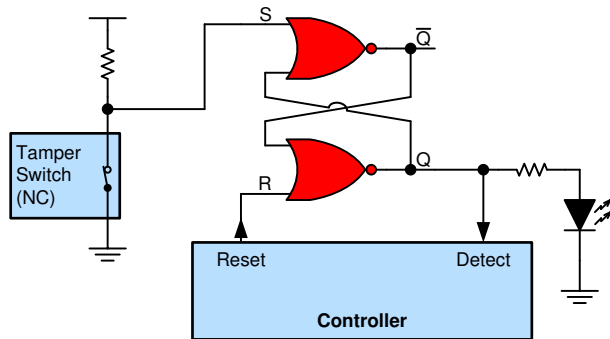 S
Q̅
Tamper
Switch
(NC)
Q
R
Reset
Detect
Controller